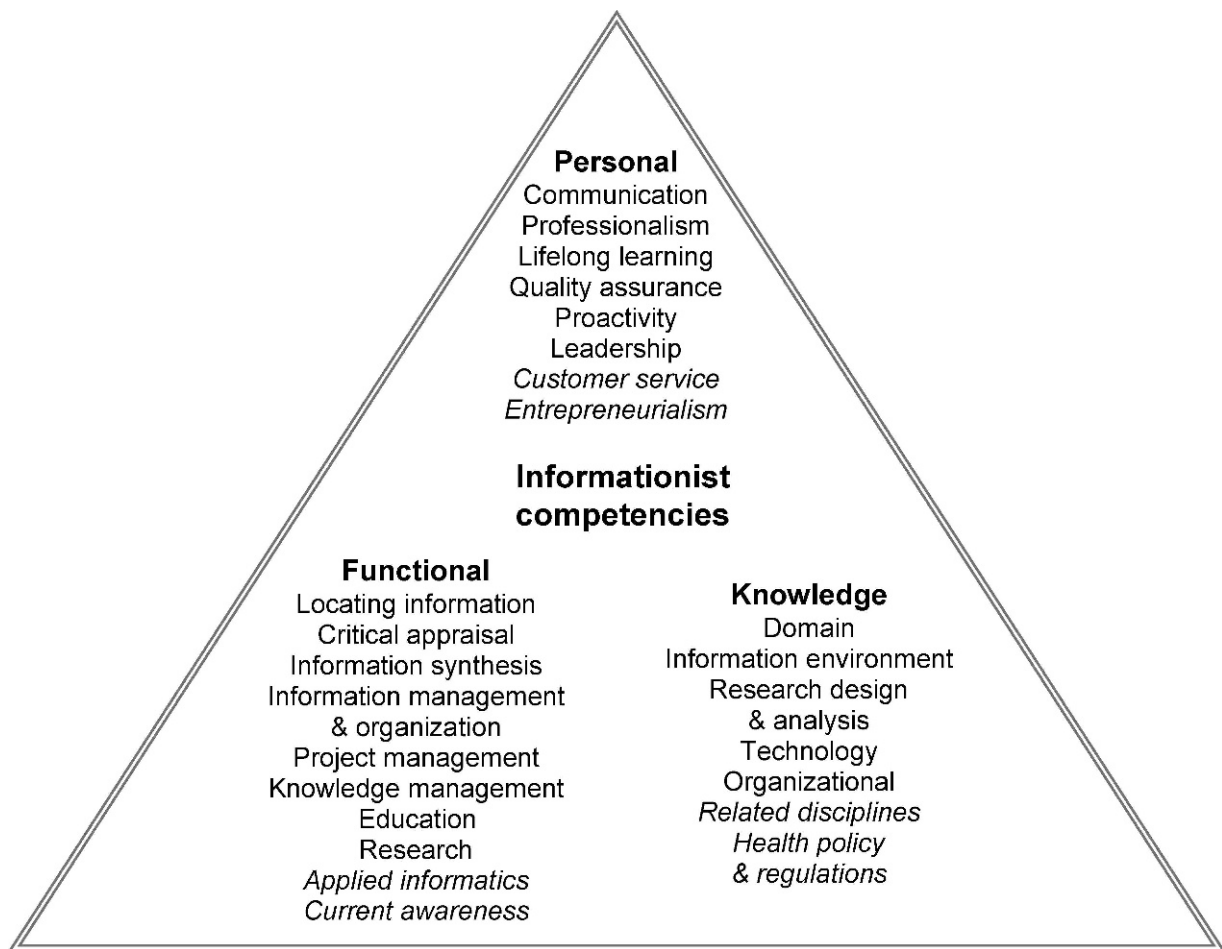 Personal
Communication
Professionalism
Lifelong learning
Quality assurance
Proactivity
Leadership
Customer service
Entrepreneurialism
Informationist
competencies
Functional
Locating information
Critical appraisal
Information synthesis
Information management
& organization
Project management
Knowledge management
Education
Research
Applied informatics
Current awareness
Knowledge
Domain
Information environment
Research design
& analysis
Technology
Organizational
Related disciplines
Health policy
& regulations